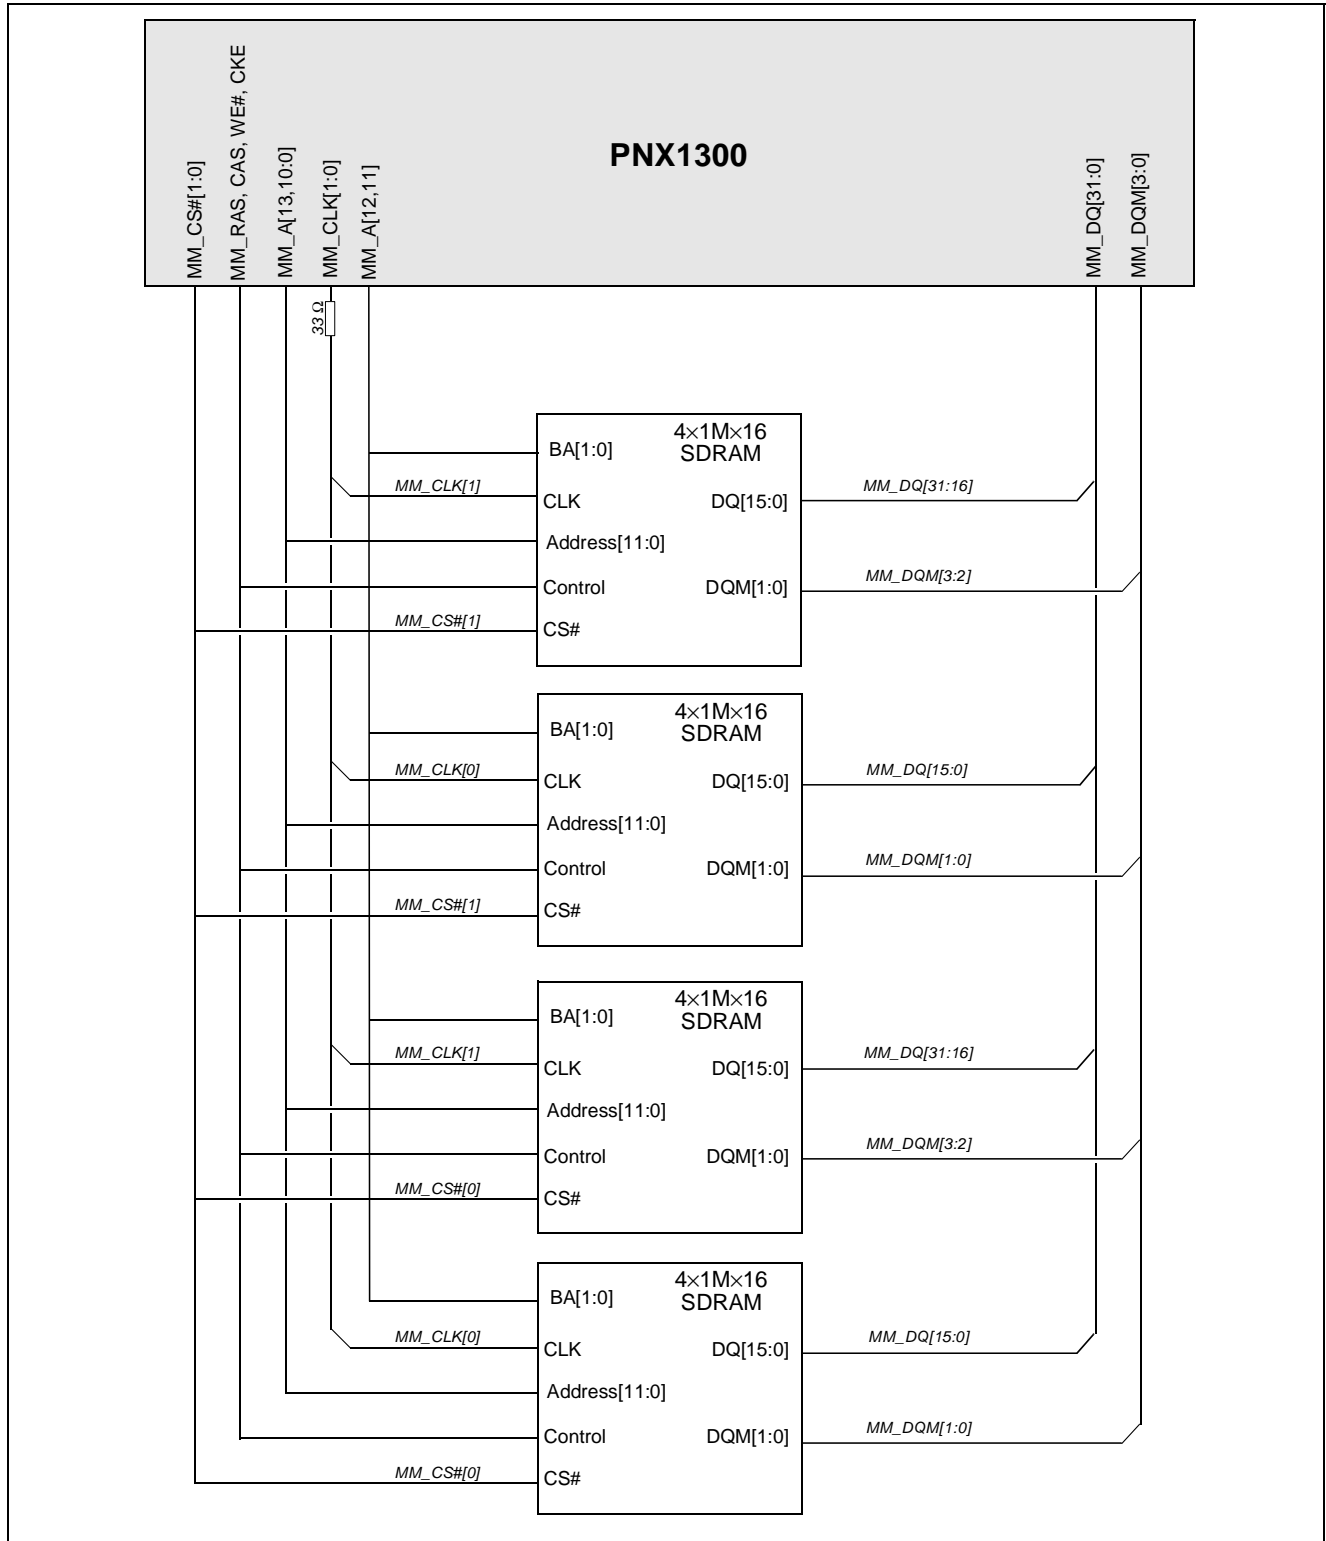 PNX1300
MM_CS#[1:0]
MM_RAS, CAS, WE#, CKE
MM_A[13,10:0]
MM_CLK[1:0]
MM_A[12,11]
MM_DQ[31:0]
MM_DQM[3:0]
33 Ω
4×1M×16
SDRAM
BA[1:0]
MM_CLK[1]
CLK
DQ[15:0]
MM_DQ[31:16]
Address[11:0]
Control
DQM[1:0]
MM_DQM[3:2]
MM_CS#[1]
CS#
4×1M×16
SDRAM
BA[1:0]
MM_CLK[0]
CLK
DQ[15:0]
MM_DQ[15:0]
Address[11:0]
Control
DQM[1:0]
MM_DQM[1:0]
MM_CS#[1]
CS#
4×1M×16
SDRAM
BA[1:0]
MM_CLK[1]
CLK
DQ[15:0]
MM_DQ[31:16]
Address[11:0]
Control
DQM[1:0]
MM_DQM[3:2]
MM_CS#[0]
CS#
4×1M×16
SDRAM
BA[1:0]
MM_CLK[0]
CLK
DQ[15:0]
MM_DQ[15:0]
Address[11:0]
Control
DQM[1:0]
MM_DQM[1:0]
MM_CS#[0]
CS#